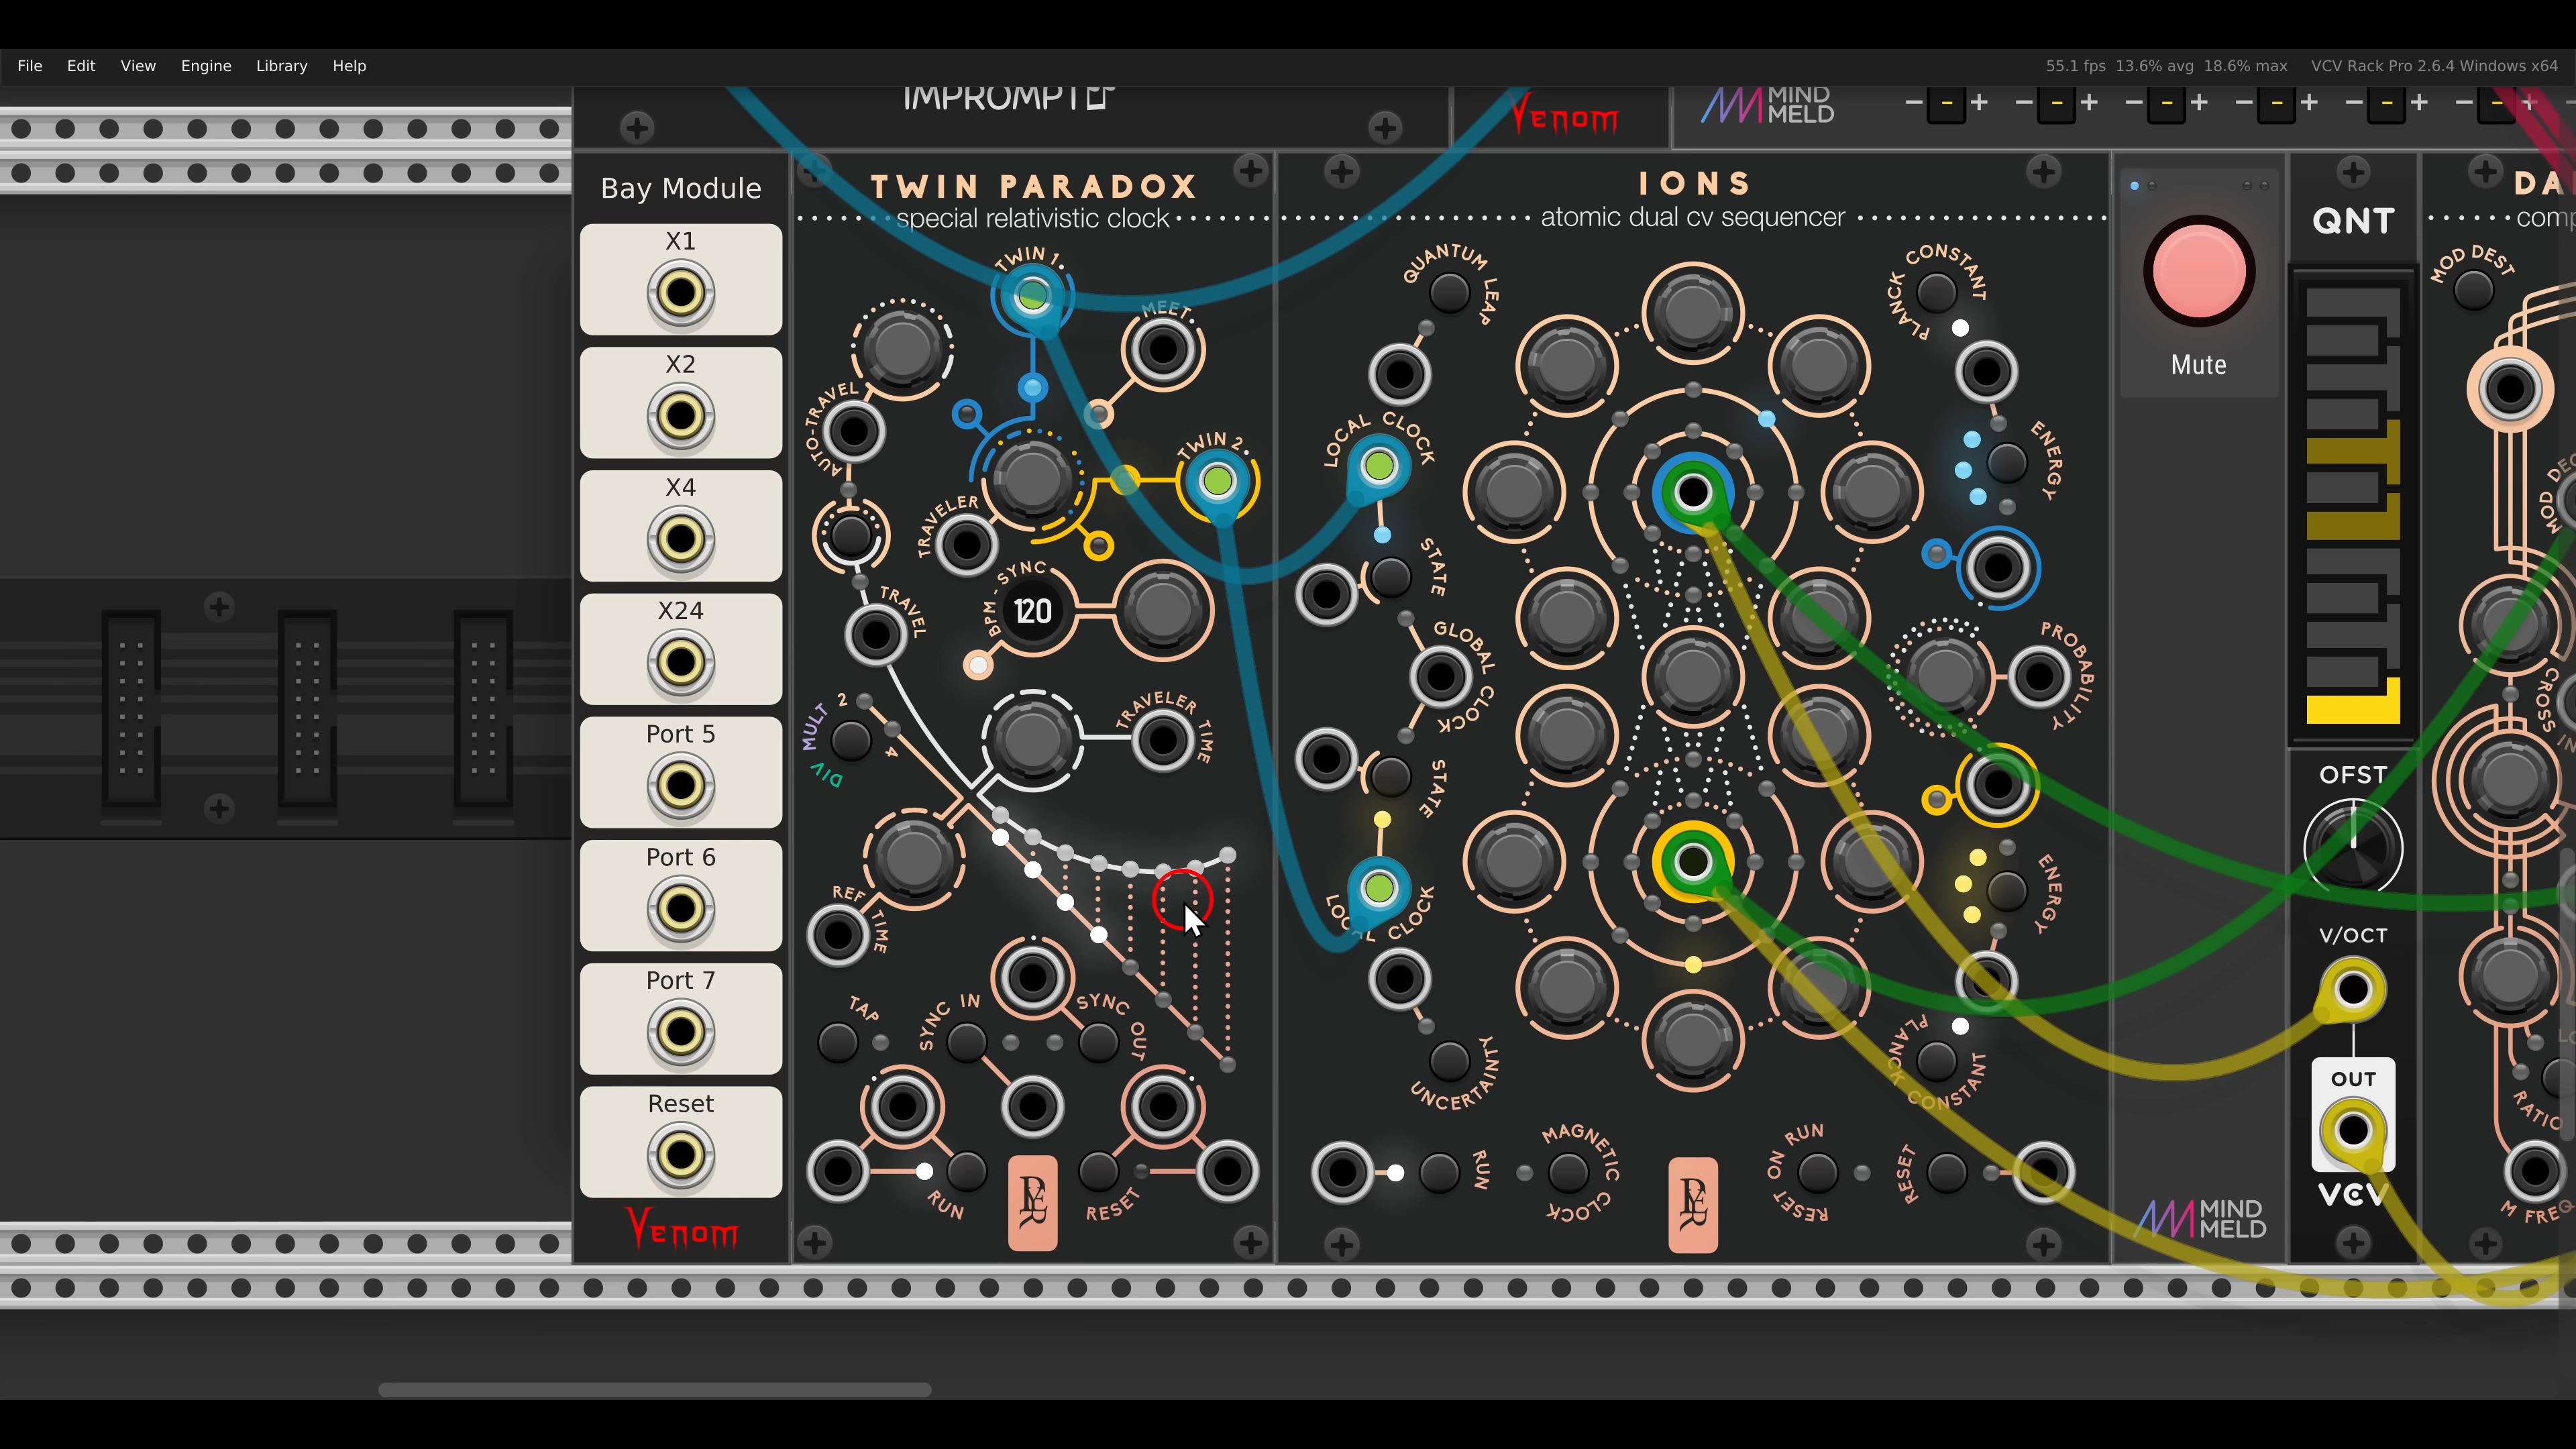 File Edit View Engine Library Help
55.1 fps 13.6% avg 18.6% max VCV Rack Pro 2.6.4 Windows x64
Venom
MIND
MELD
- - + - - + - - + - - + - - + - - +
Bay Module
X1
X2
X4
X24
Port 5
Port 6
Port 7
Reset
Venom
TWIN PARADOX
special relativistic clock
TWIN 1
MEET
AUTO-TRAVEL
TWIN 2
TRAVELER
BPM - SYNC
120
TRAVEL
MULT
DIV
2
4
TRAVELER TIME
REF TIME
TAP
SYNC IN
SYNC OUT
RUN
RESET
IONS
atomic dual cv sequencer
QUANTUM LEAP
PLANCK CONSTANT
LOCAL CLOCK
ENERGY
STATE
GLOBAL CLOCK
PROBABILITY
STATE
LOCAL CLOCK
ENERGY
UNCERTAINTY
PLANCK CONSTANT
RUN
MAGNETIC CLOCK
RUN ON RESET
RESET
Mute
MIND
MELD
QNT
OFST
V/OCT
OUT
VCV
MOD DEST
CROSS
RATIO
M FREQ